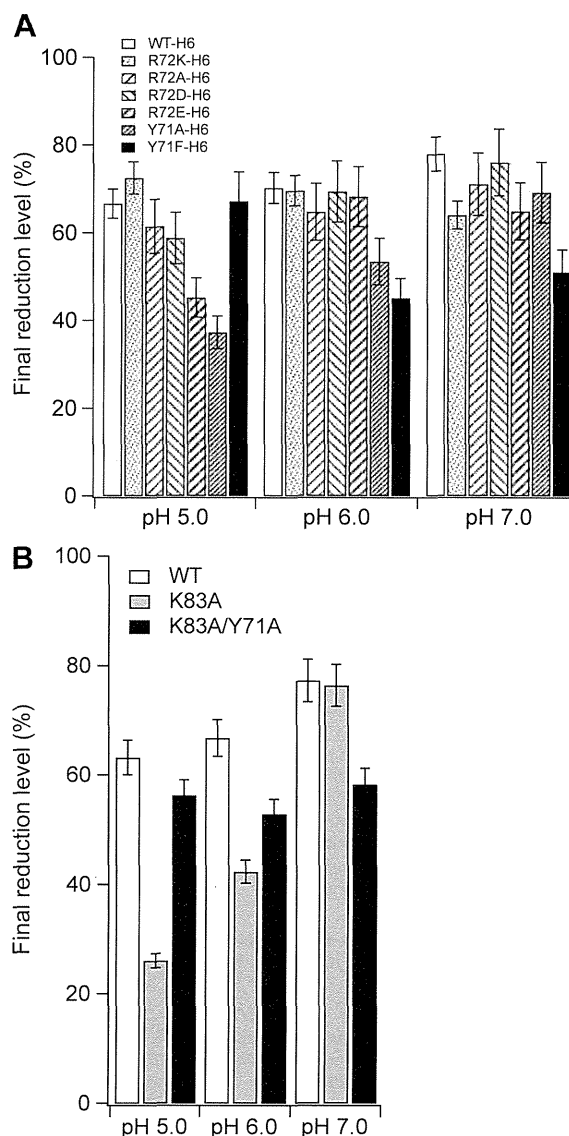 A
WT-H6
R72K-H6
R72A-H6
R72D-H6
R72E-H6
Y71A-H6
Y71F-H6
Final reduction level (%)
100
80
60
40
20
0
pH 5.0 pH 6.0 pH 7.0
B
WT
K83A
K83A/Y71A
Final reduction level (%)
100
80
60
40
20
0
pH 5.0 pH 6.0 pH 7.0